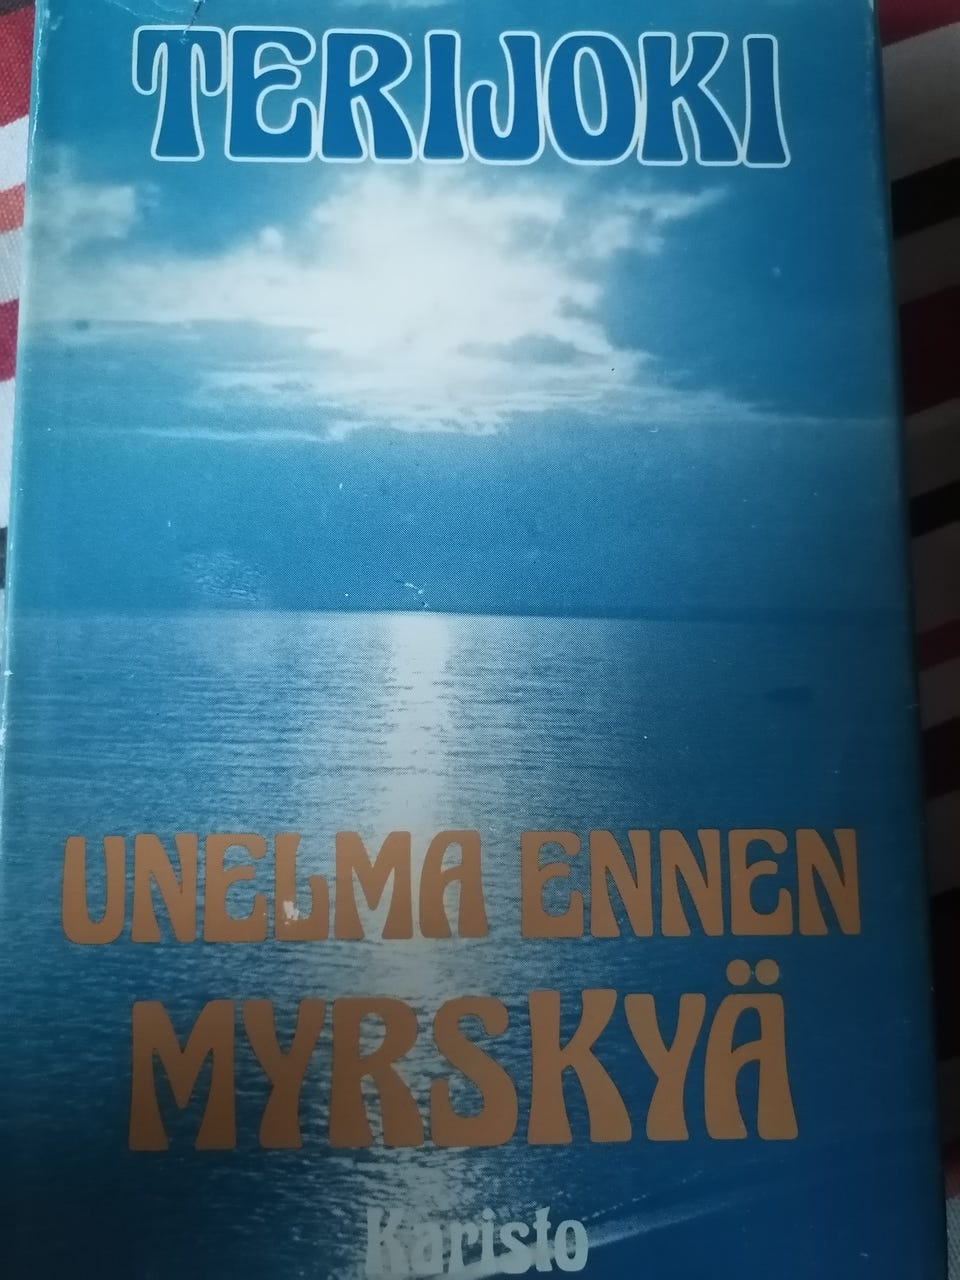 TERIJOKI
UNELMA ENNEN
MYRSKYÄ
Karisto